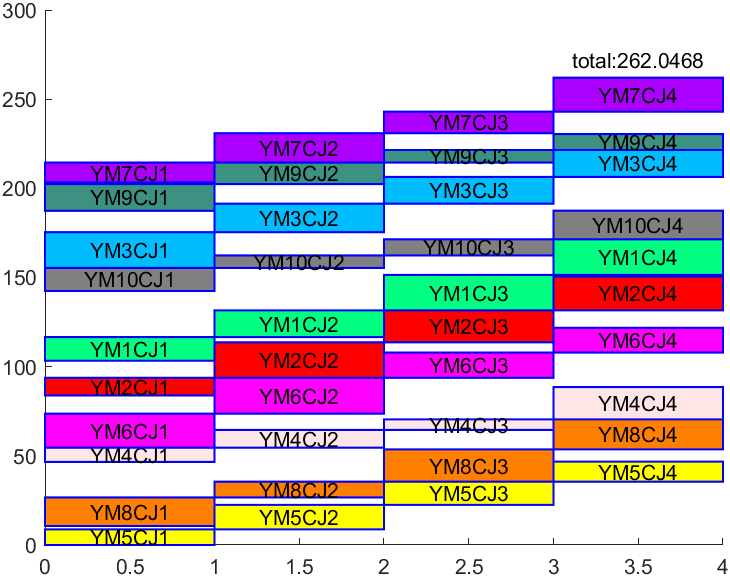 300
total:262.0468
YM7CJ4
250
YM7CJ3
YM7CJ2
YM9CJ4
YM7CJ1
YM9CJ2
YM9CJ3
YM3CJ4
200
YM9CJ1
YM3CJ3
YM3CJ2
YM10CJ4
YM3CJ1
YM10CJ2
YM10CJ3
YM1CJ4
150
YM10CJ1
YM1CJ3
YM2CJ4
YM1CJ2
YM2CJ3
YM1CJ1
YM6CJ4
100
YM2CJ1
YM2CJ2
YM6CJ3
YM6CJ2
YM4CJ4
YM6CJ1
YM4CJ2
YM4CJ3
YM8CJ4
50
YM4CJ1
YM8CJ3
YM5CJ4
YM8CJ2
YM5CJ3
YM8CJ1
YM5CJ2
YM5CJ1
0
0 0.5 1 1.5 2 2.5 3 3.5 4